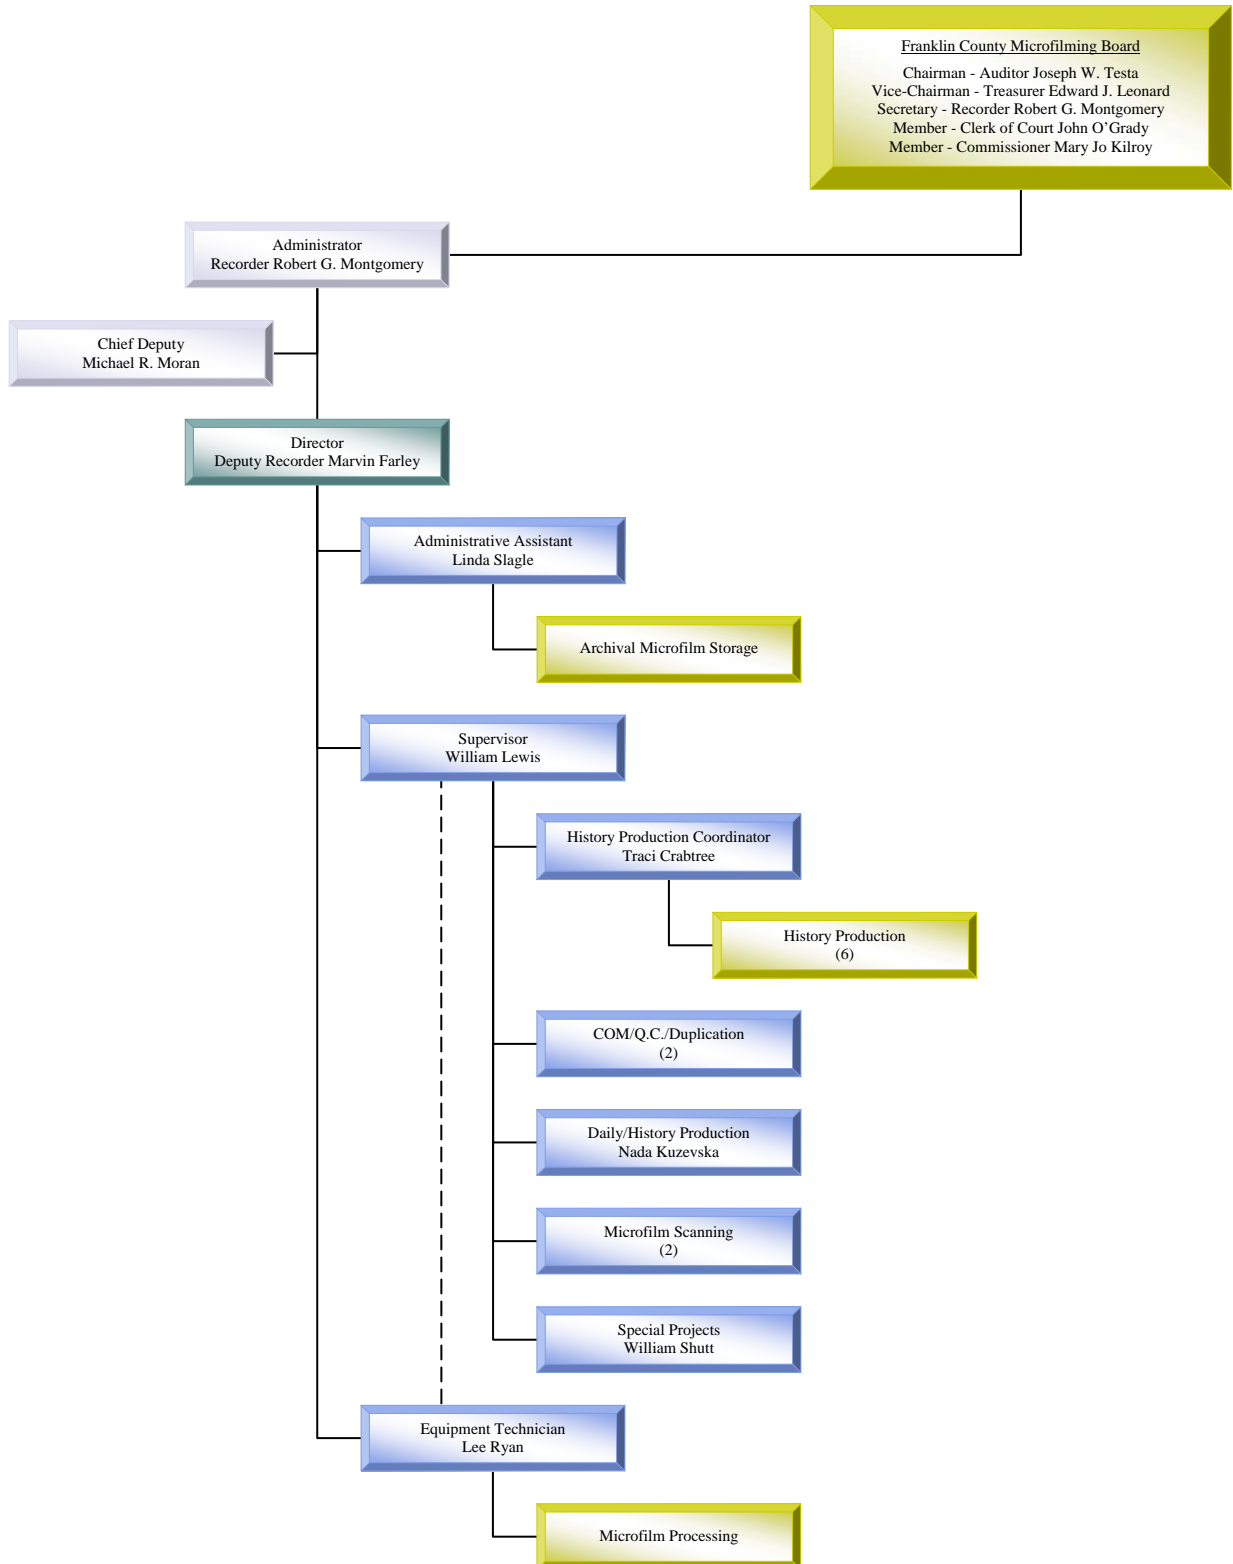 Franklin County Microfilming Board
Chairman - Auditor Joseph W. Testa
Vice-Chairman - Treasurer Edward J. Leonard
Secretary - Recorder Robert G. Montgomery
Member - Clerk of Court John O’Grady
Member - Commissioner Mary Jo Kilroy
Administrator
Recorder Robert G. Montgomery
Chief Deputy
Michael R. Moran
Director
Deputy Recorder Marvin Farley
Administrative Assistant
Linda Slagle
Archival Microfilm Storage
Supervisor
William Lewis
History Production Coordinator
Traci Crabtree
History Production
(6)
COM/Q.C./Duplication
(2)
Daily/History Production
Nada Kuzevska
Microfilm Scanning
(2)
Special Projects
William Shutt
Equipment Technician
Lee Ryan
Microfilm Processing